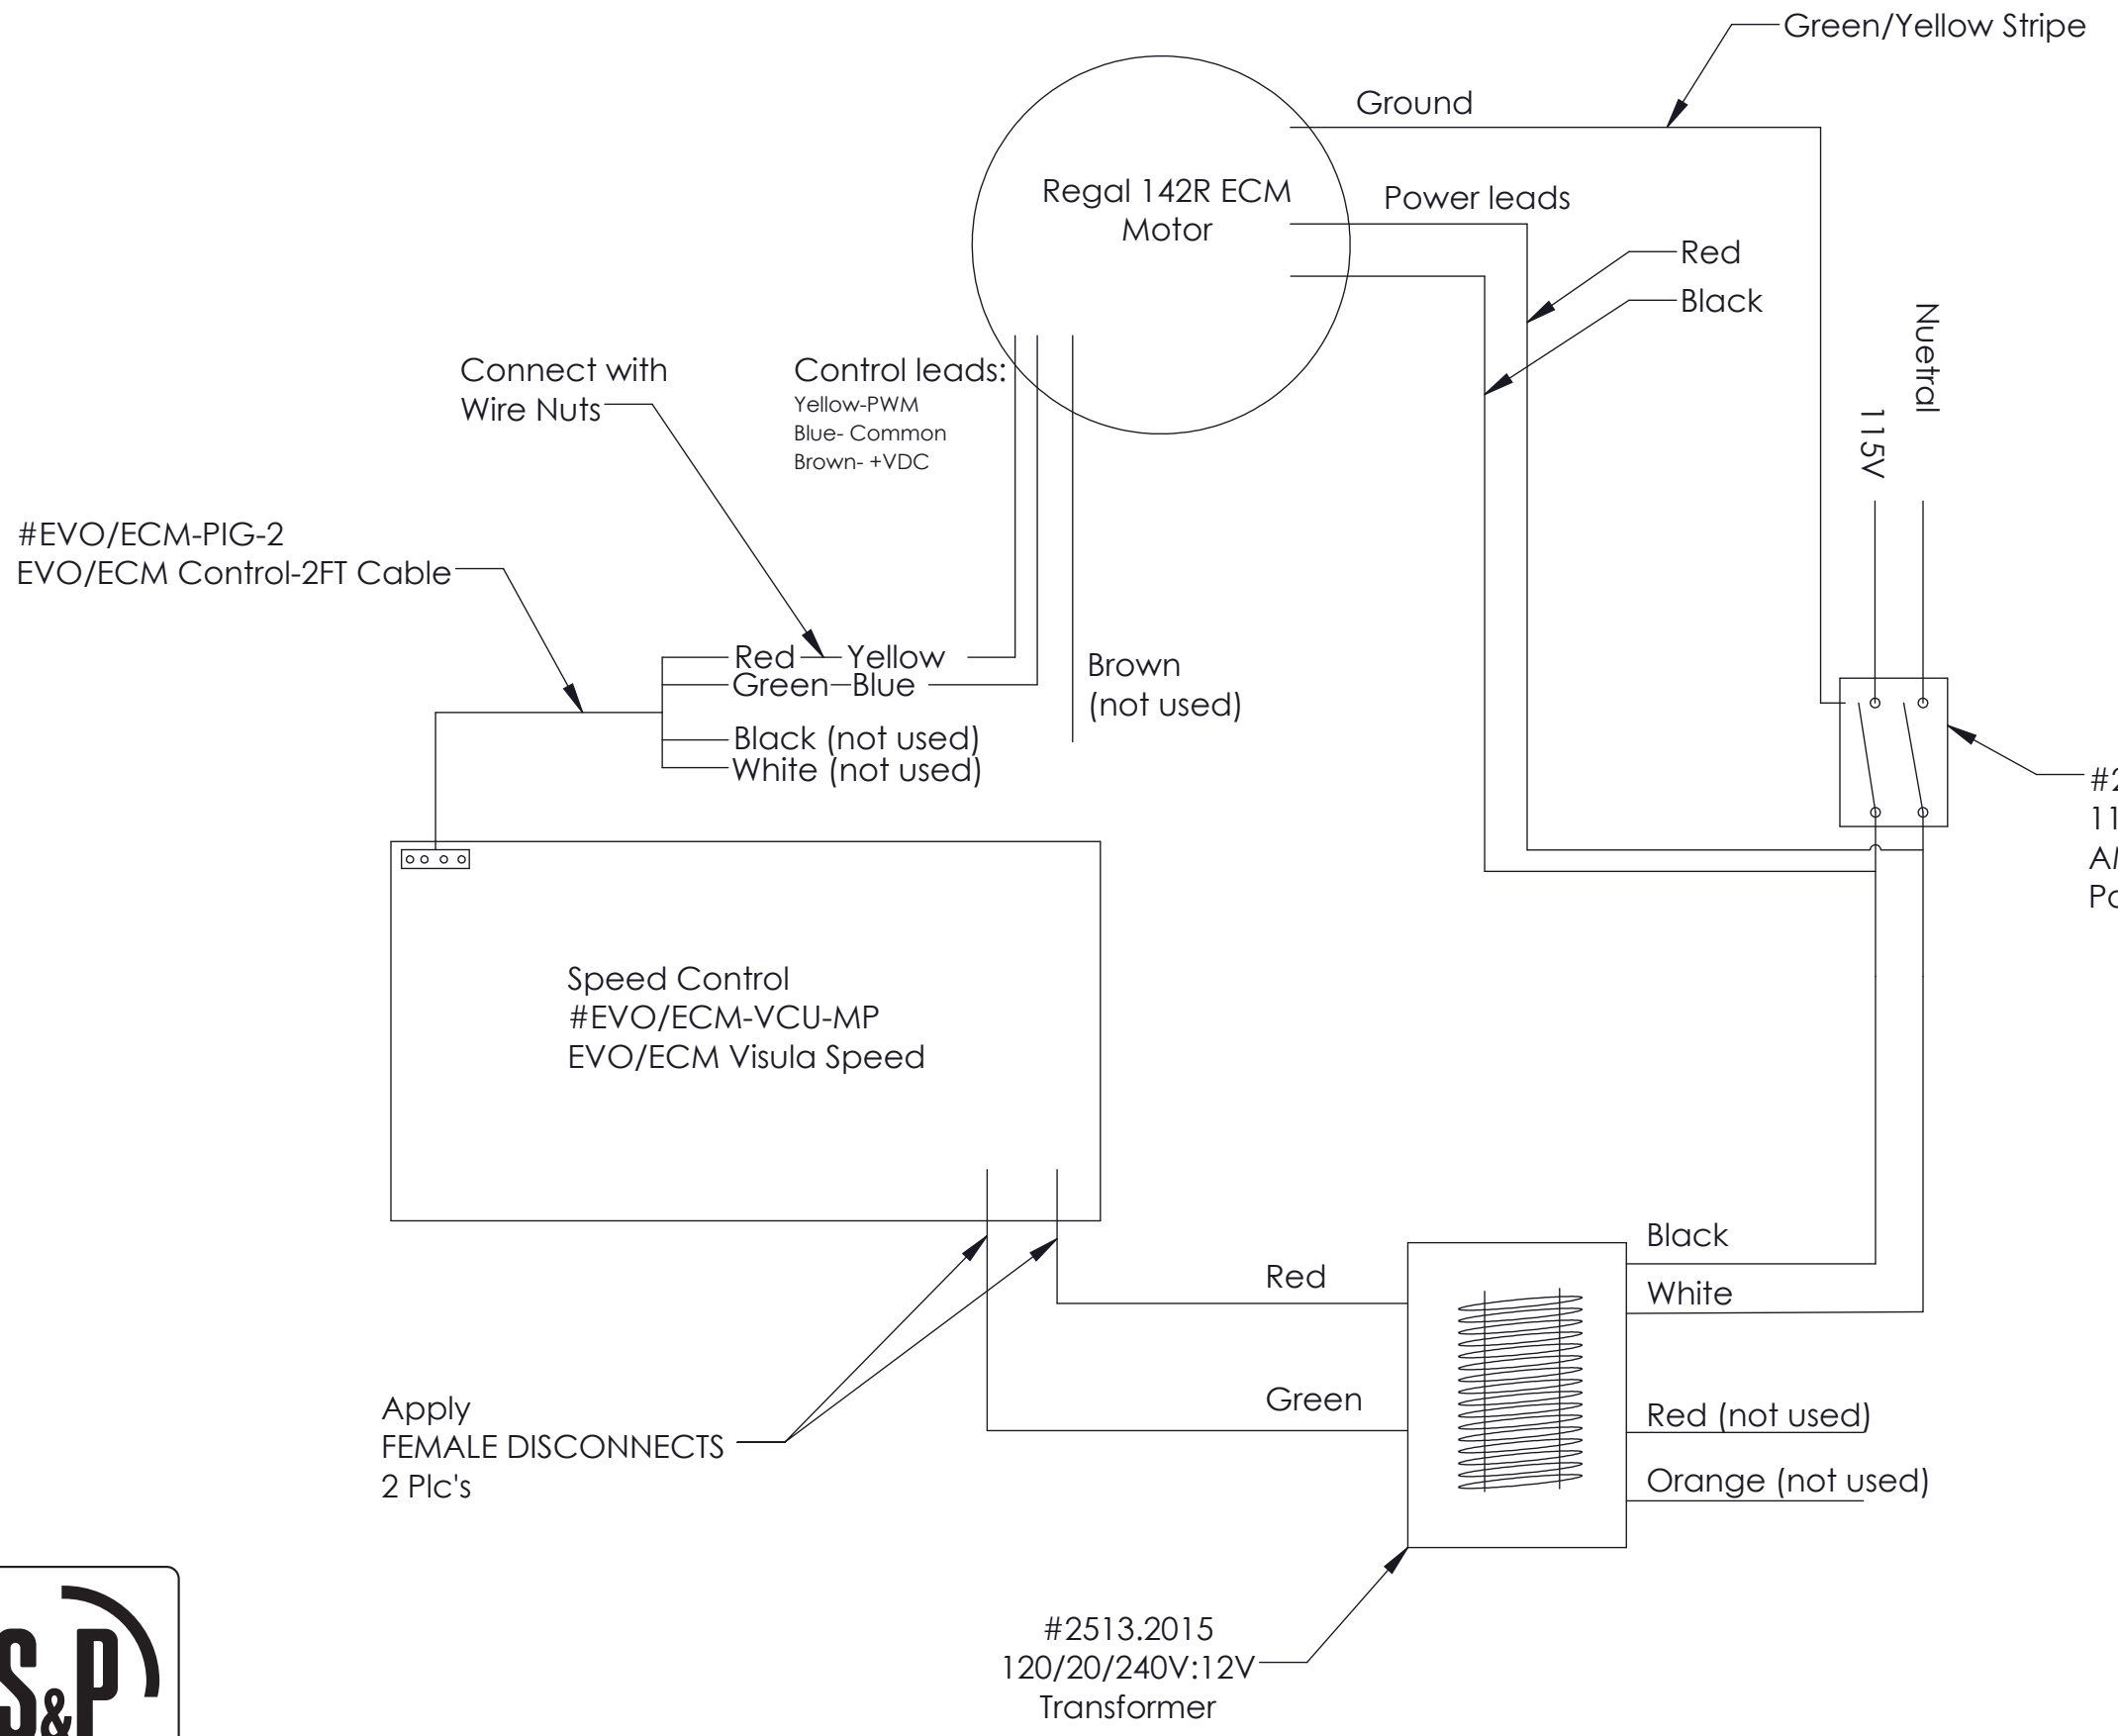 Green/Yellow Stripe
Ground
Regal 142R ECM
Motor
Power leads
Red
Black
Nuetral
115V
Connect with
Wire Nuts
Control leads:
Yellow-PWM
Blue- Common
Brown- +VDC
#EVO/ECM-PIG-2
EVO/ECM Control-2FT Cable
Red Yellow
Green Blue
Black (not used)
White (not used)
Brown
(not used)
Speed Control
#EVO/ECM-VCU-MP
EVO/ECM Visula Speed
Black
White
Red
Green
Red (not used)
Orange (not used)
Apply
FEMALE DISCONNECTS
2 Plc's
#2513.2015
120/20/240V:12V
Transformer
S&P